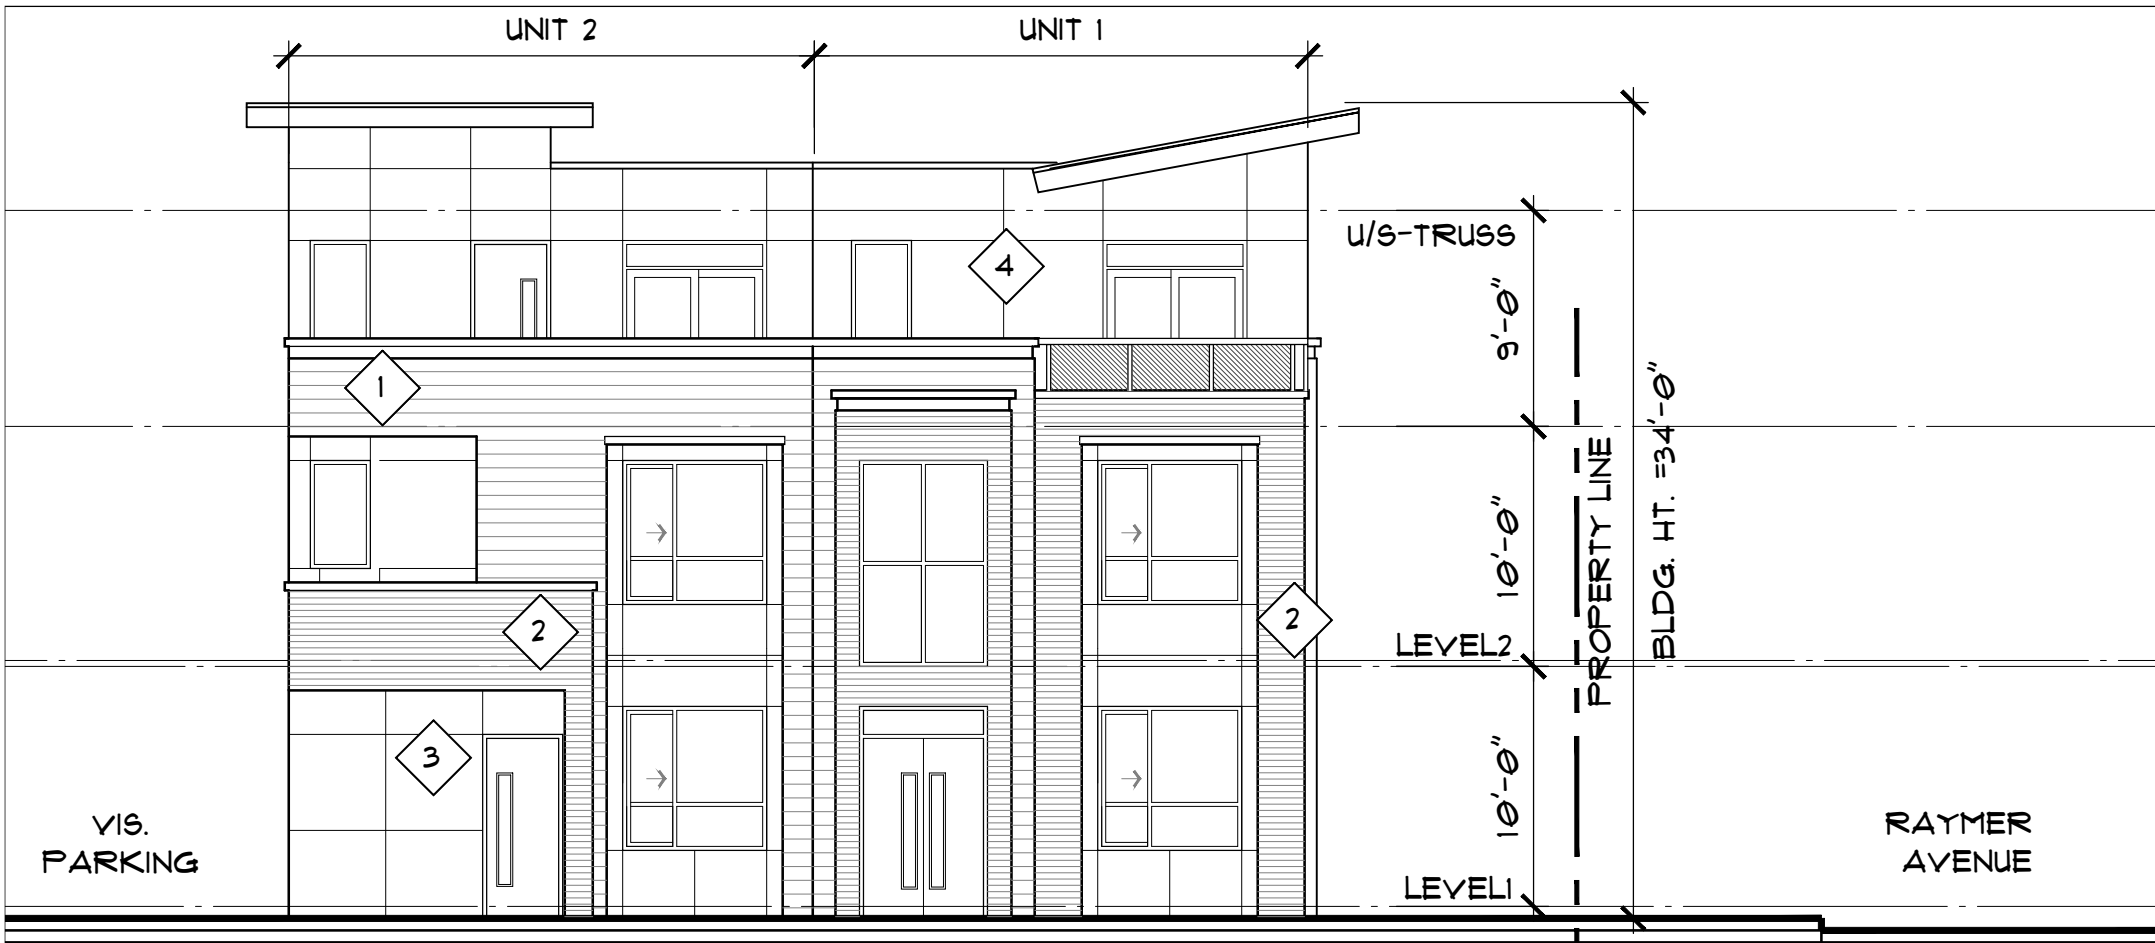 UNIT 2
UNIT 1
U/S-TRUSS
4
9'-0"
1
BLDG. HT. =34'-0"
PROPERTY LINE
10'-0"
2
2
LEVEL2
3
10'-0"
VIS.
PARKING
RAYMER
AVENUE
LEVEL1